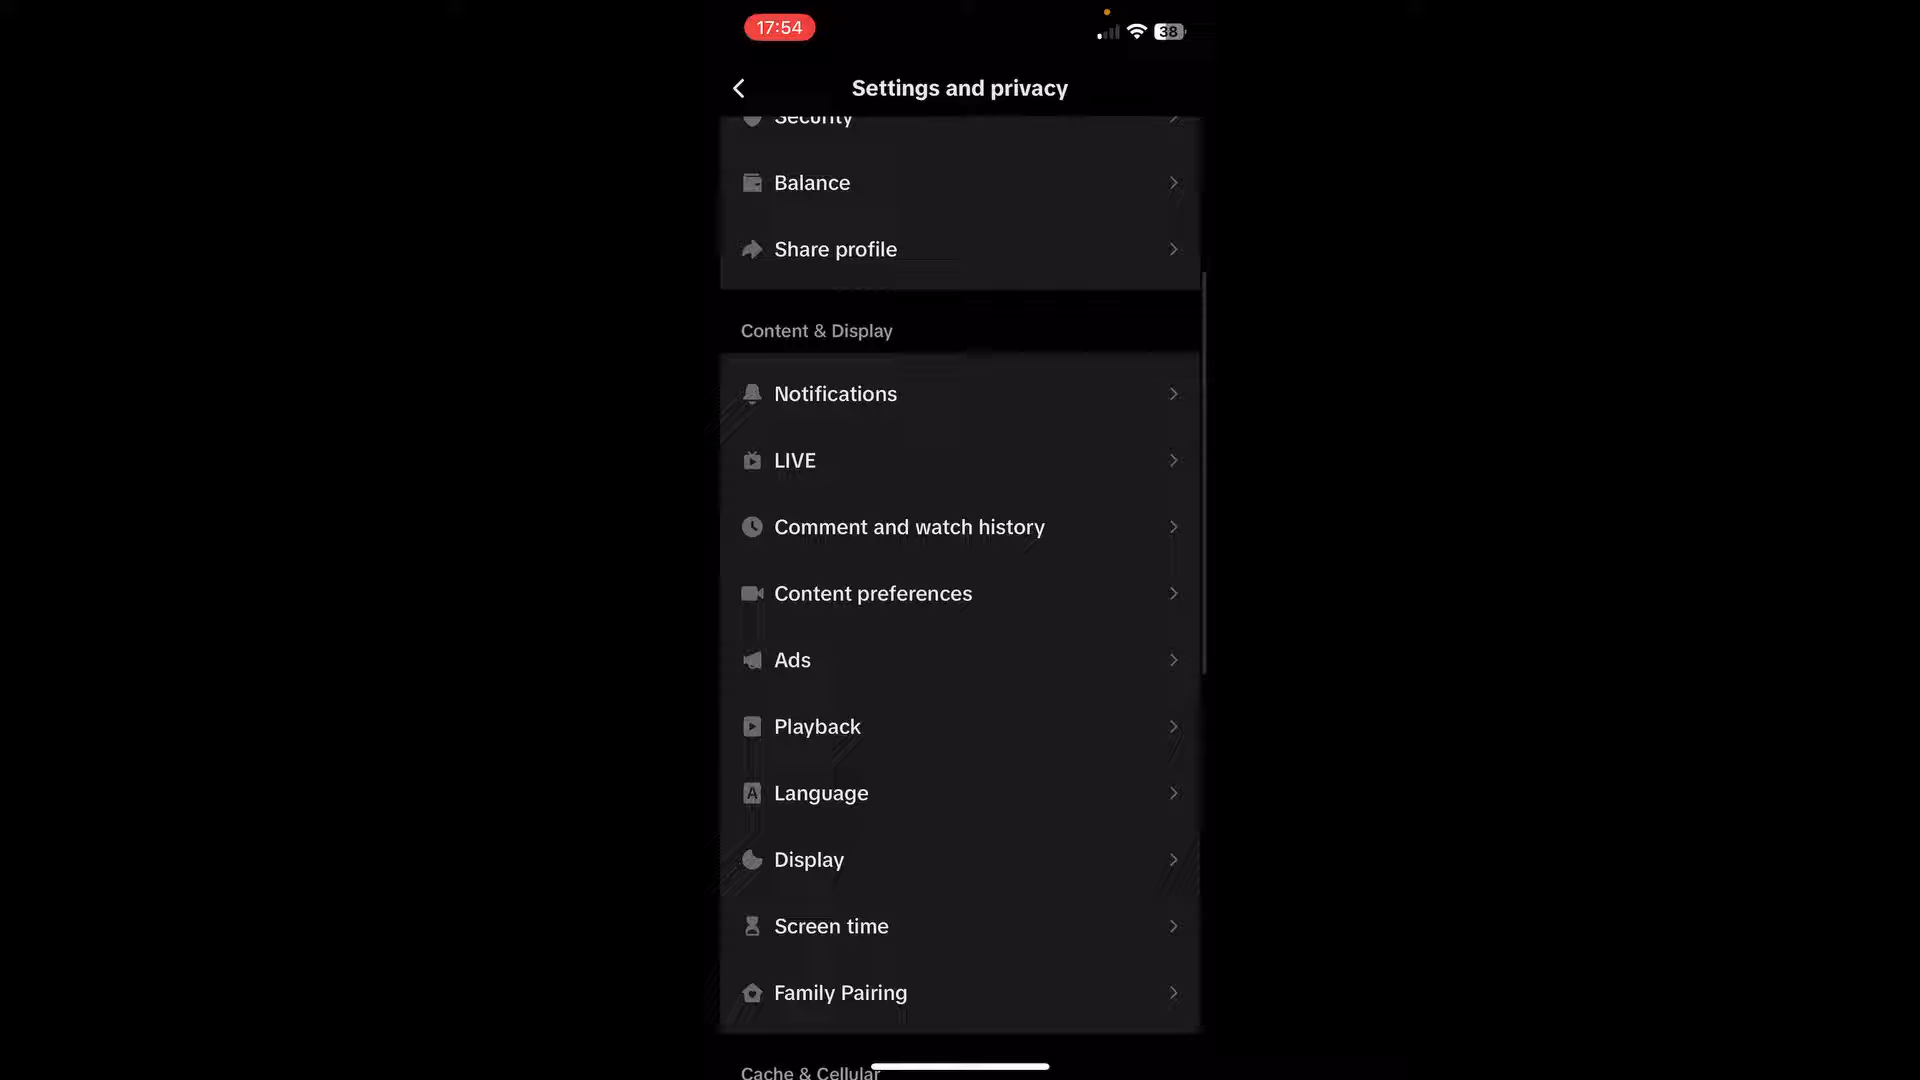 17:54
38
Settings and privacy
Security
Balance
Share profile
Content & Display
Notifications
LIVE
Comment and watch history
Content preferences
Ads
Playback
A Language
Display
Screen time
Family Pairing
Cache & Cellular